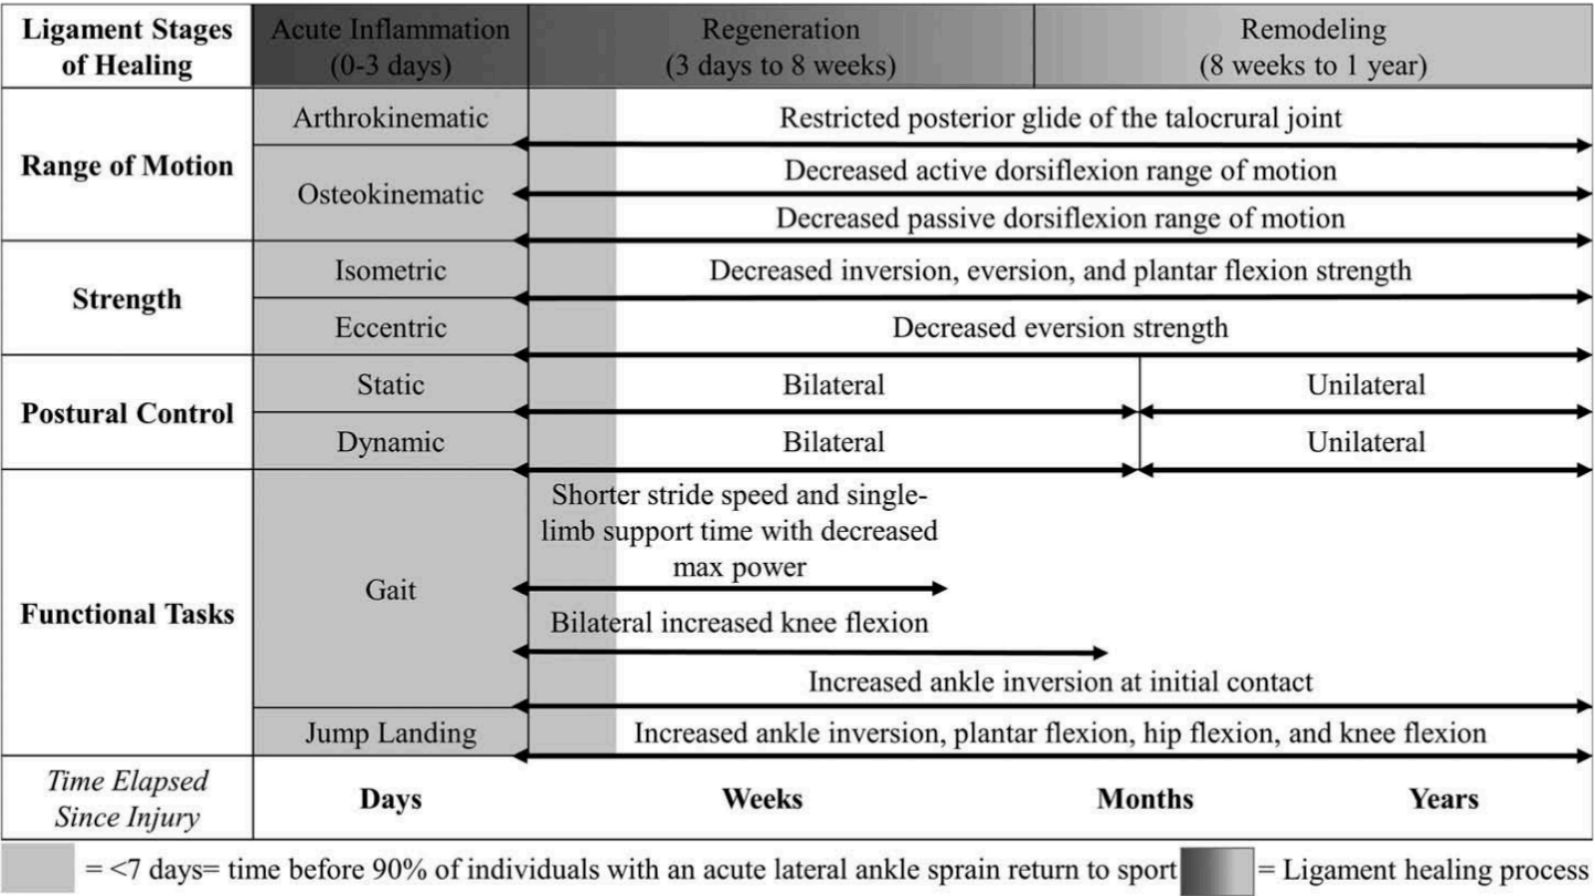 Ligament Stages
of Healing
Acute Inflammation
(0-3 days)
Regeneration
(3 days to 8 weeks)
Remodeling
(8 weeks to 1 year)
Range of Motion
Arthrokinematic
Restricted posterior glide of the talocrural joint
Osteokinematic
Decreased active dorsiflexion range of motion
Decreased passive dorsiflexion range of motion
Strength
Isometric
Decreased inversion, eversion, and plantar flexion strength
Eccentric
Decreased eversion strength
Postural Control
Static
Bilateral
Unilateral
Dynamic
Bilateral
Unilateral
Functional Tasks
Gait
Shorter stride speed and single-
limb support time with decreased
max power
Bilateral increased knee flexion
Increased ankle inversion at initial contact
Jump Landing
Increased ankle inversion, plantar flexion, hip flexion, and knee flexion
Time Elapsed
Since Injury
Days
Weeks
Months
Years
= <7 days= time before 90% of individuals with an acute lateral ankle sprain return to sport
= Ligament healing process